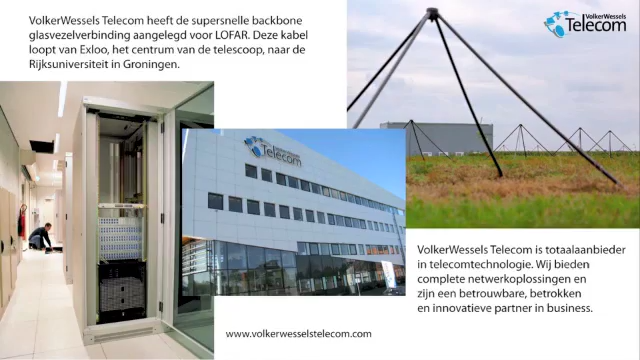 VolkerWessels Telecom heeft de supersnelle backbone
glasvezelverbinding aangelegd voor LOFAR. Deze kabel
loopt van Exloo, het centrum van de telescoop, naar de
Rijksuniversiteit in Groningen.
VolkerWessels
Telecom
Telecom
VolkerWessels Telecom is totaalaanbieder
in telecomtechnologie. Wij bieden
complete netwerkoplossingen en
zijn een betrouwbare, betrokken
en innovatieve partner in business.
www.volkerwesselstelecom.com